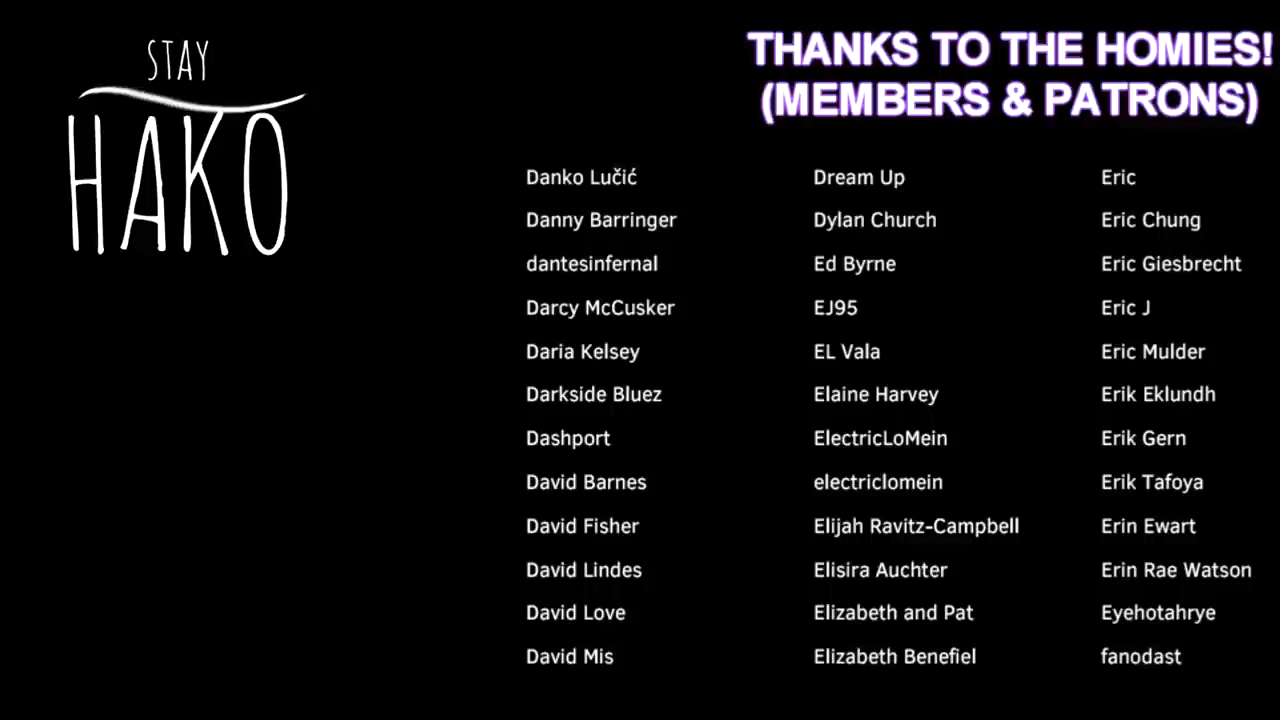 STAY
HAKO
THANKS TO THE HOMIES!
(MEMBERS & PATRONS)
Danko Lučić
Danny Barringer
dantesinfernal
Darcy McCusker
Daria Kelsey
Darkside Bluez
Dashport
David Barnes
David Fisher
David Lindes
David Love
David Mis
Dream Up
Dylan Church
Ed Byrne
EJ95
EL Vala
Elaine Harvey
ElectricLoMein
electriclomein
Elijah Ravitz-Campbell
Elisira Auchter
Elizabeth and Pat
Elizabeth Benefiel
Eric
Eric Chung
Eric Giesbrecht
Eric J
Eric Mulder
Erik Eklundh
Erik Gern
Erik Tafoya
Erin Ewart
Erin Rae Watson
Eyehotahrye
fanodast